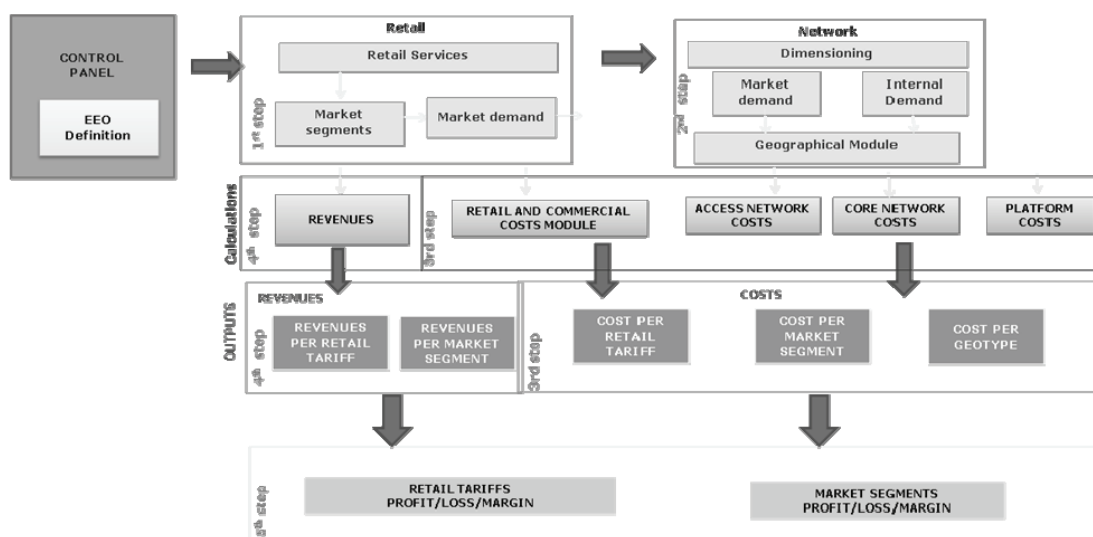 CONTROL
PANEL
EEO
Definition
Retail
Retail Services
Market
segments
Market demand
1st step
Network
Dimensioning
Market
demand
Internal
Demand
Geographical Module
2nd step
Calculations
4th step
REVENUES
3rd step
RETAIL AND COMMERCIAL
COSTS MODULE
ACCESS NETWORK
COSTS
CORE NETWORK
COSTS
PLATFORM
COSTS
OUTPUTS
REVENUES
4th step
REVENUES
PER RETAIL
TARIFF
REVENUES
PER MARKET
SEGMENT
COSTS
3rd step
COST PER
RETAIL
TARIFF
COST PER
MARKET
SEGMENT
COST PER
GEOTYPE
5th step
RETAIL TARIFFS
PROFIT/LOSS/MARGIN
MARKET SEGMENTS
PROFIT/LOSS/MARGIN